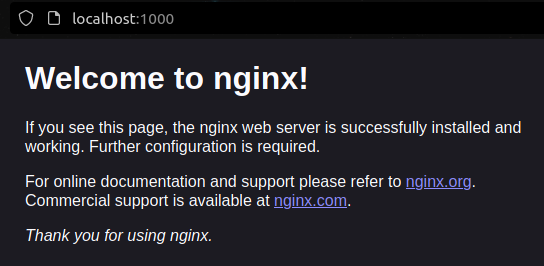 localhost:1000
Welcome to nginx!
If you see this page, the nginx web server is successfully installed and
working. Further configuration is required.
For online documentation and support please refer to nginx.org.
Commercial support is available at nginx.com.
Thank you for using nginx.